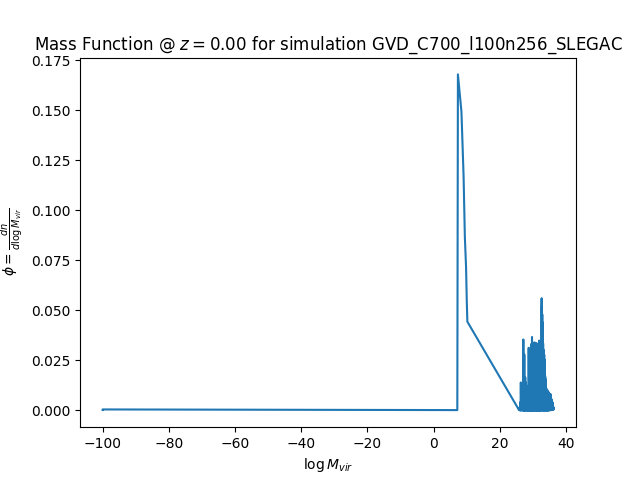 Mass Function @ z = 0.00 for simulation GVD_C700_l100n256_SLEGAC
0.175
0.150
0.125
0.100
0.075
0.050
0.025
0.000
ϕ = dn / dlog M_vir
−100 −80 −60 −40 −20 0 20 40
log M_vir